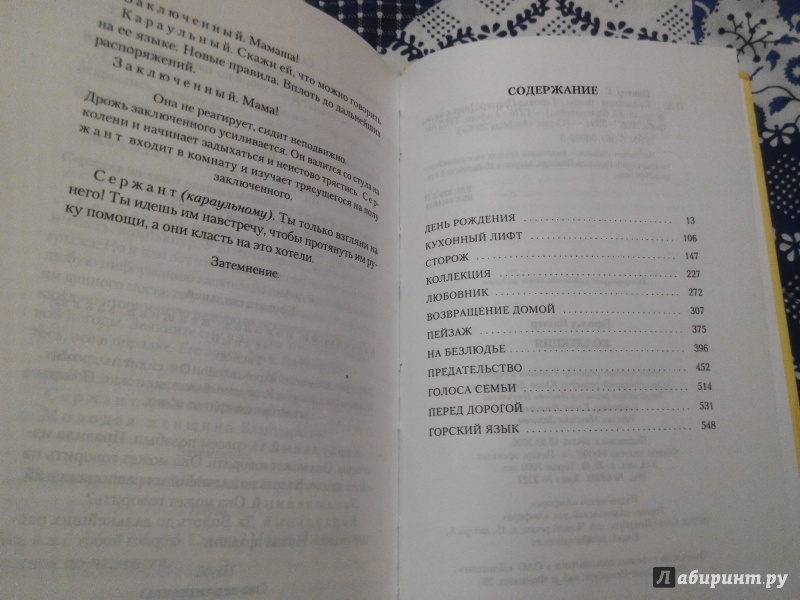 Заключенный. Мамаша!
Караульный. Скажи ей, что можно говорить
на ее языке. Новые правила. Вплоть до дальнейших
распоряжений.
Заключенный. Мама!
Она не реагирует, сидит неподвижно.
Дрожь заключенного усиливается. Он валится со стула на
колени и начинает задыхаться и неистово трястись. Сер-
жант входит в комнату и изучает трясущегося на полу
заключенного.
Сержант (караульному). Ты только взгляни на
него! Ты идешь им навстречу, чтобы протянуть им ру-
ку помощи, а они класть на это хотели.
Затемнение.
СОДЕРЖАНИЕ
ДЕНЬ РОЖДЕНИЯ 13
КУХОННЫЙ ЛИФТ 106
СТОРОЖ 147
КОЛЛЕКЦИЯ 227
ЛЮБОВНИК 272
ВОЗВРАЩЕНИЕ ДОМОЙ 307
ПЕЙЗАЖ 375
НА БЕЗЛЮДЬЕ 396
ПРЕДАТЕЛЬСТВО 452
ГОЛОСА СЕМЬИ 514
ПЕРЕД ДОРОГОЙ 531
ГОРСКИЙ ЯЗЫК 548
лабиринт.ру